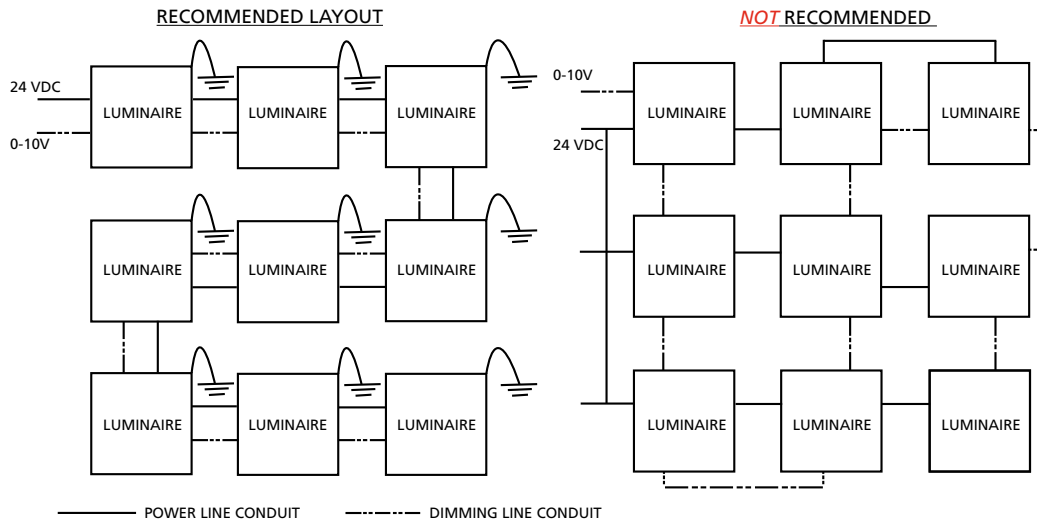 RECOMMENDED LAYOUT
24 VDC
0-10V
LUMINAIRE LUMINAIRE LUMINAIRE
LUMINAIRE LUMINAIRE LUMINAIRE
LUMINAIRE LUMINAIRE LUMINAIRE
NOT RECOMMENDED
0-10V
24 VDC
LUMINAIRE LUMINAIRE LUMINAIRE
LUMINAIRE LUMINAIRE LUMINAIRE
LUMINAIRE LUMINAIRE LUMINAIRE
POWER LINE CONDUIT
DIMMING LINE CONDUIT